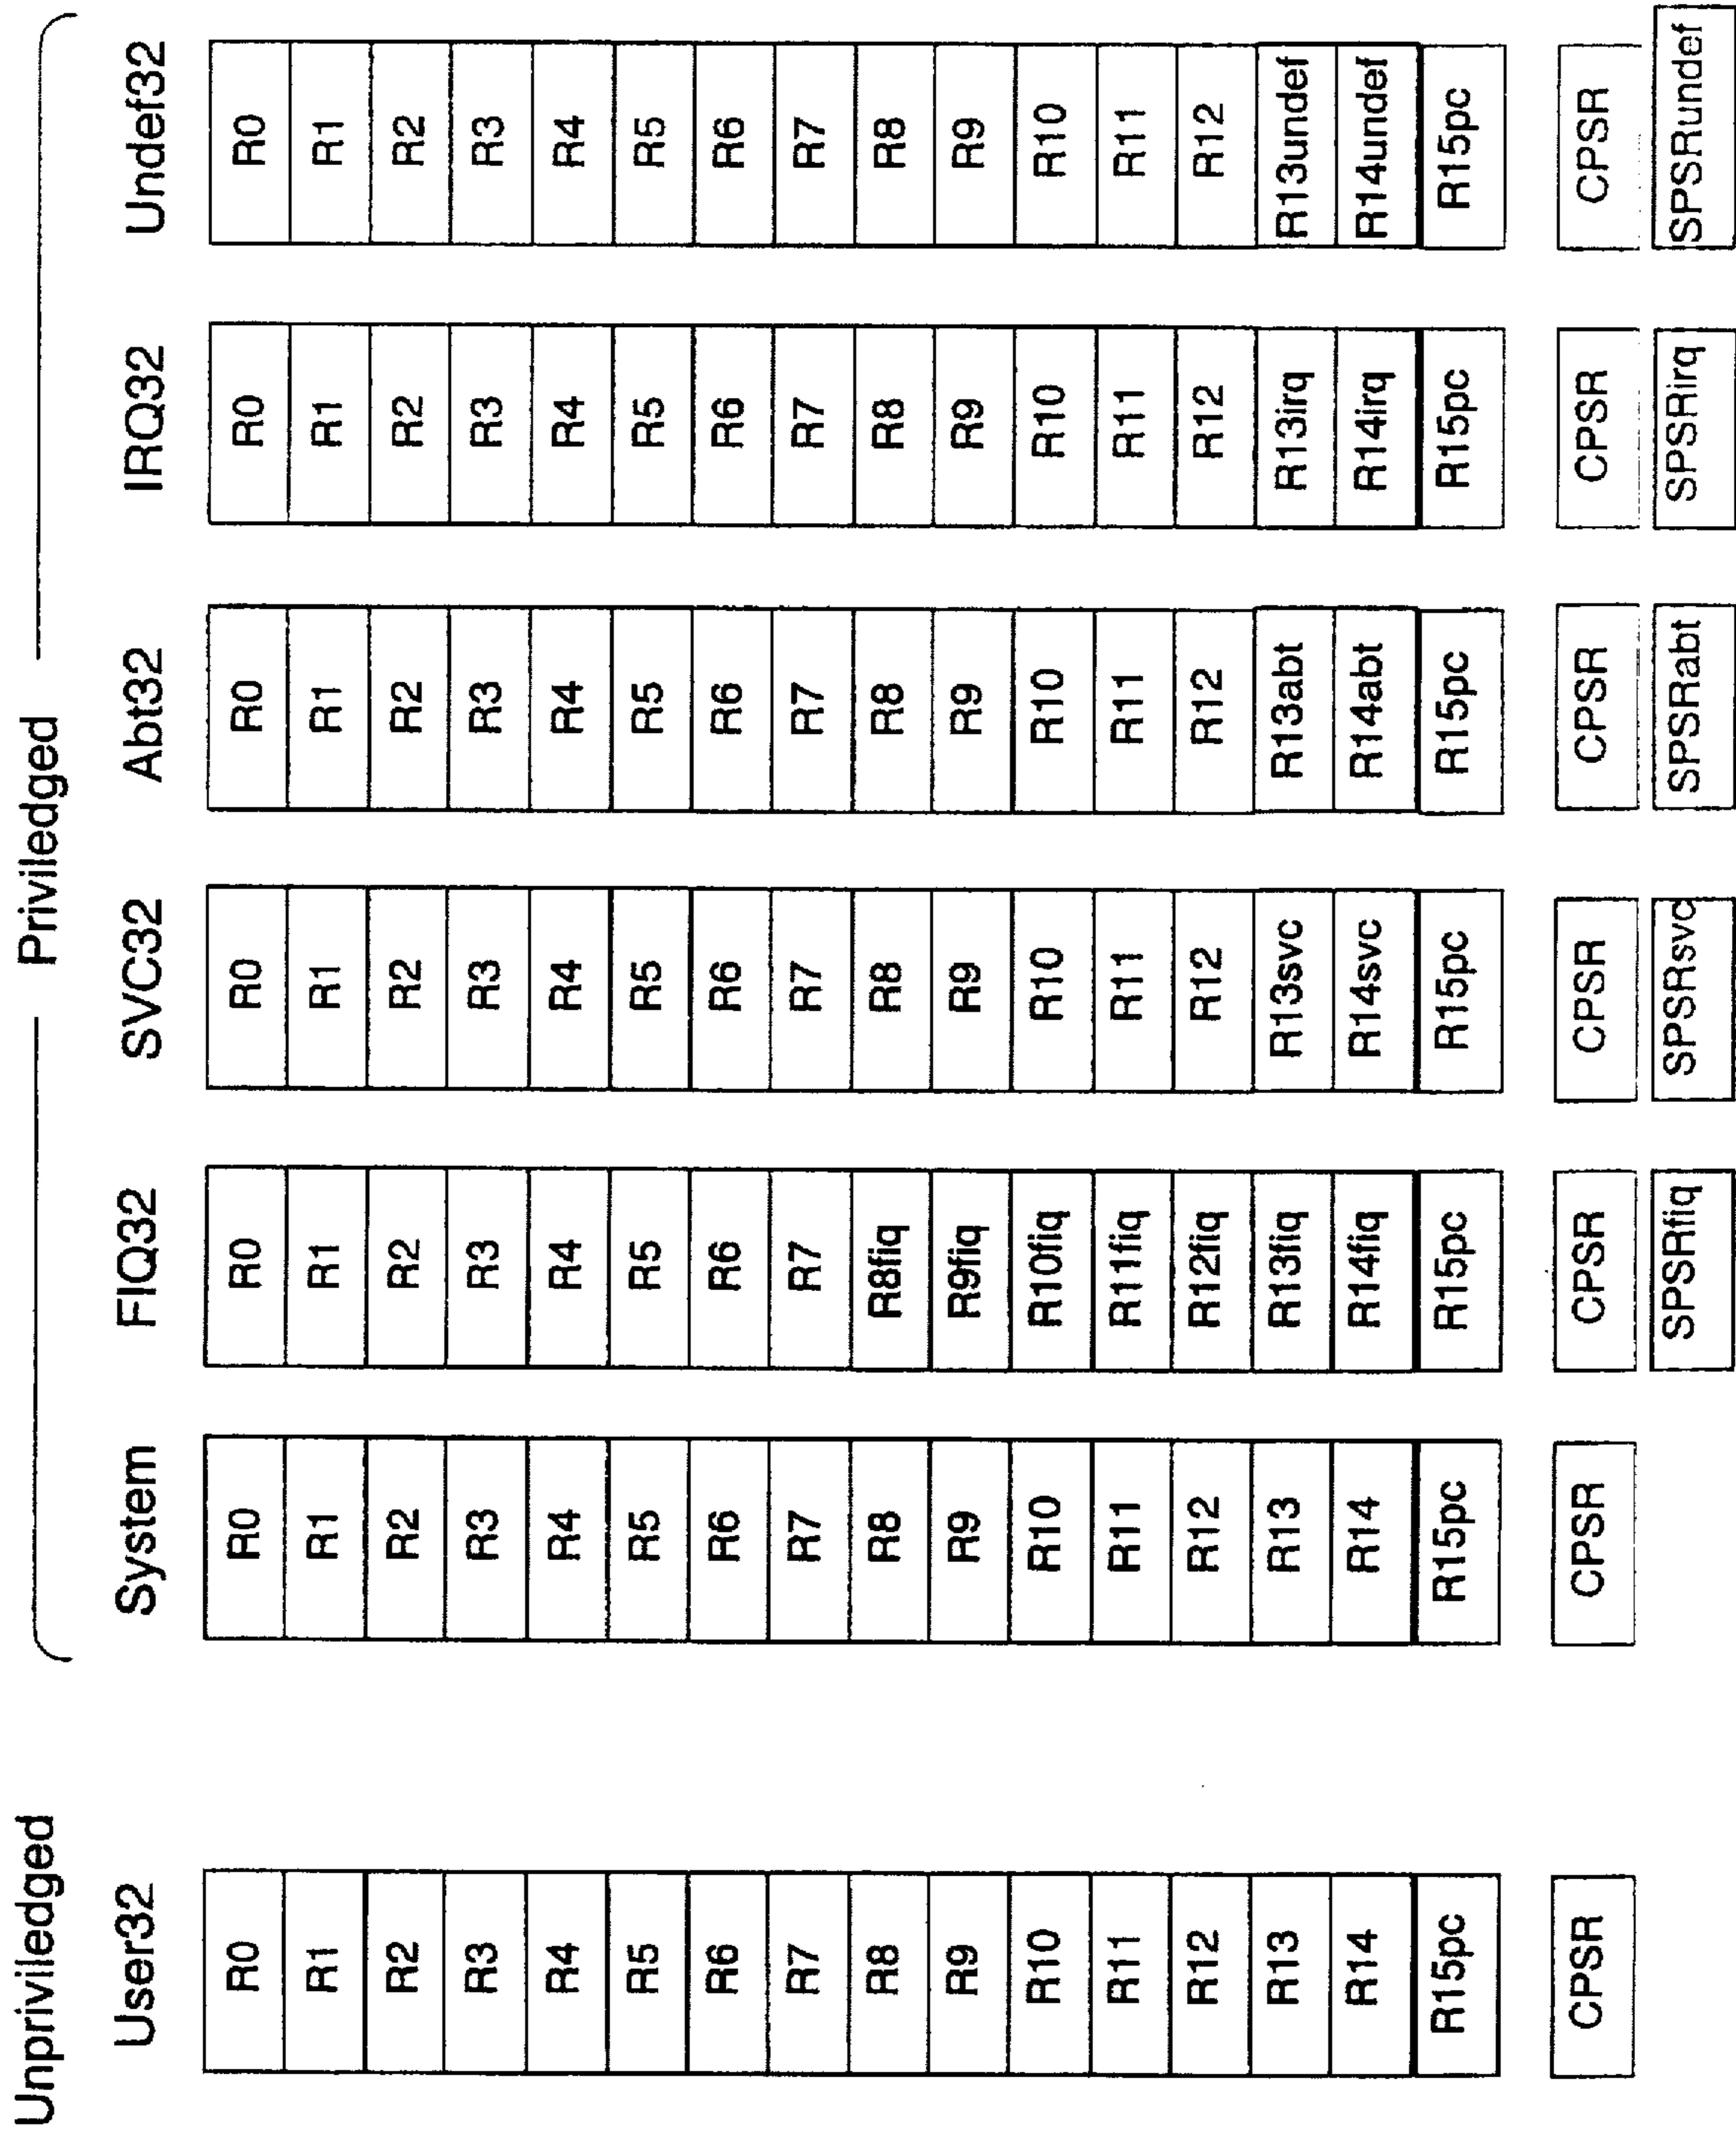 Unpriviledged Priviledged
User32 System FIQ32 SVC32 Abt32 IRQ32 Undef32
R0 R0 R0 R0 R0 R0 R0
R1 R1 R1 R1 R1 R1 R1
R2 R2 R2 R2 R2 R2 R2
R3 R3 R3 R3 R3 R3 R3
R4 R4 R4 R4 R4 R4 R4
R5 R5 R5 R5 R5 R5 R5
R6 R6 R6 R6 R6 R6 R6
R7 R7 R7 R7 R7 R7 R7
R8 R8 R8fiq R8 R8 R8 R8
R9 R9 R9fiq R9 R9 R9 R9
R10 R10 R10fiq R10 R10 R10 R10
R11 R11 R11fiq R11 R11 R11 R11
R12 R12 R12fiq R12 R12 R12 R12
R13 R13 R13fiq R13svc R13abt R13irq R13undef
R14 R14 R14fiq R14svc R14abt R14irq R14undef
R15pc R15pc R15pc R15pc R15pc R15pc R15pc
CPSR CPSR CPSR CPSR CPSR CPSR CPSR
SPSRfiq SPSRsvc SPSRabt SPSRirq SPSRundef